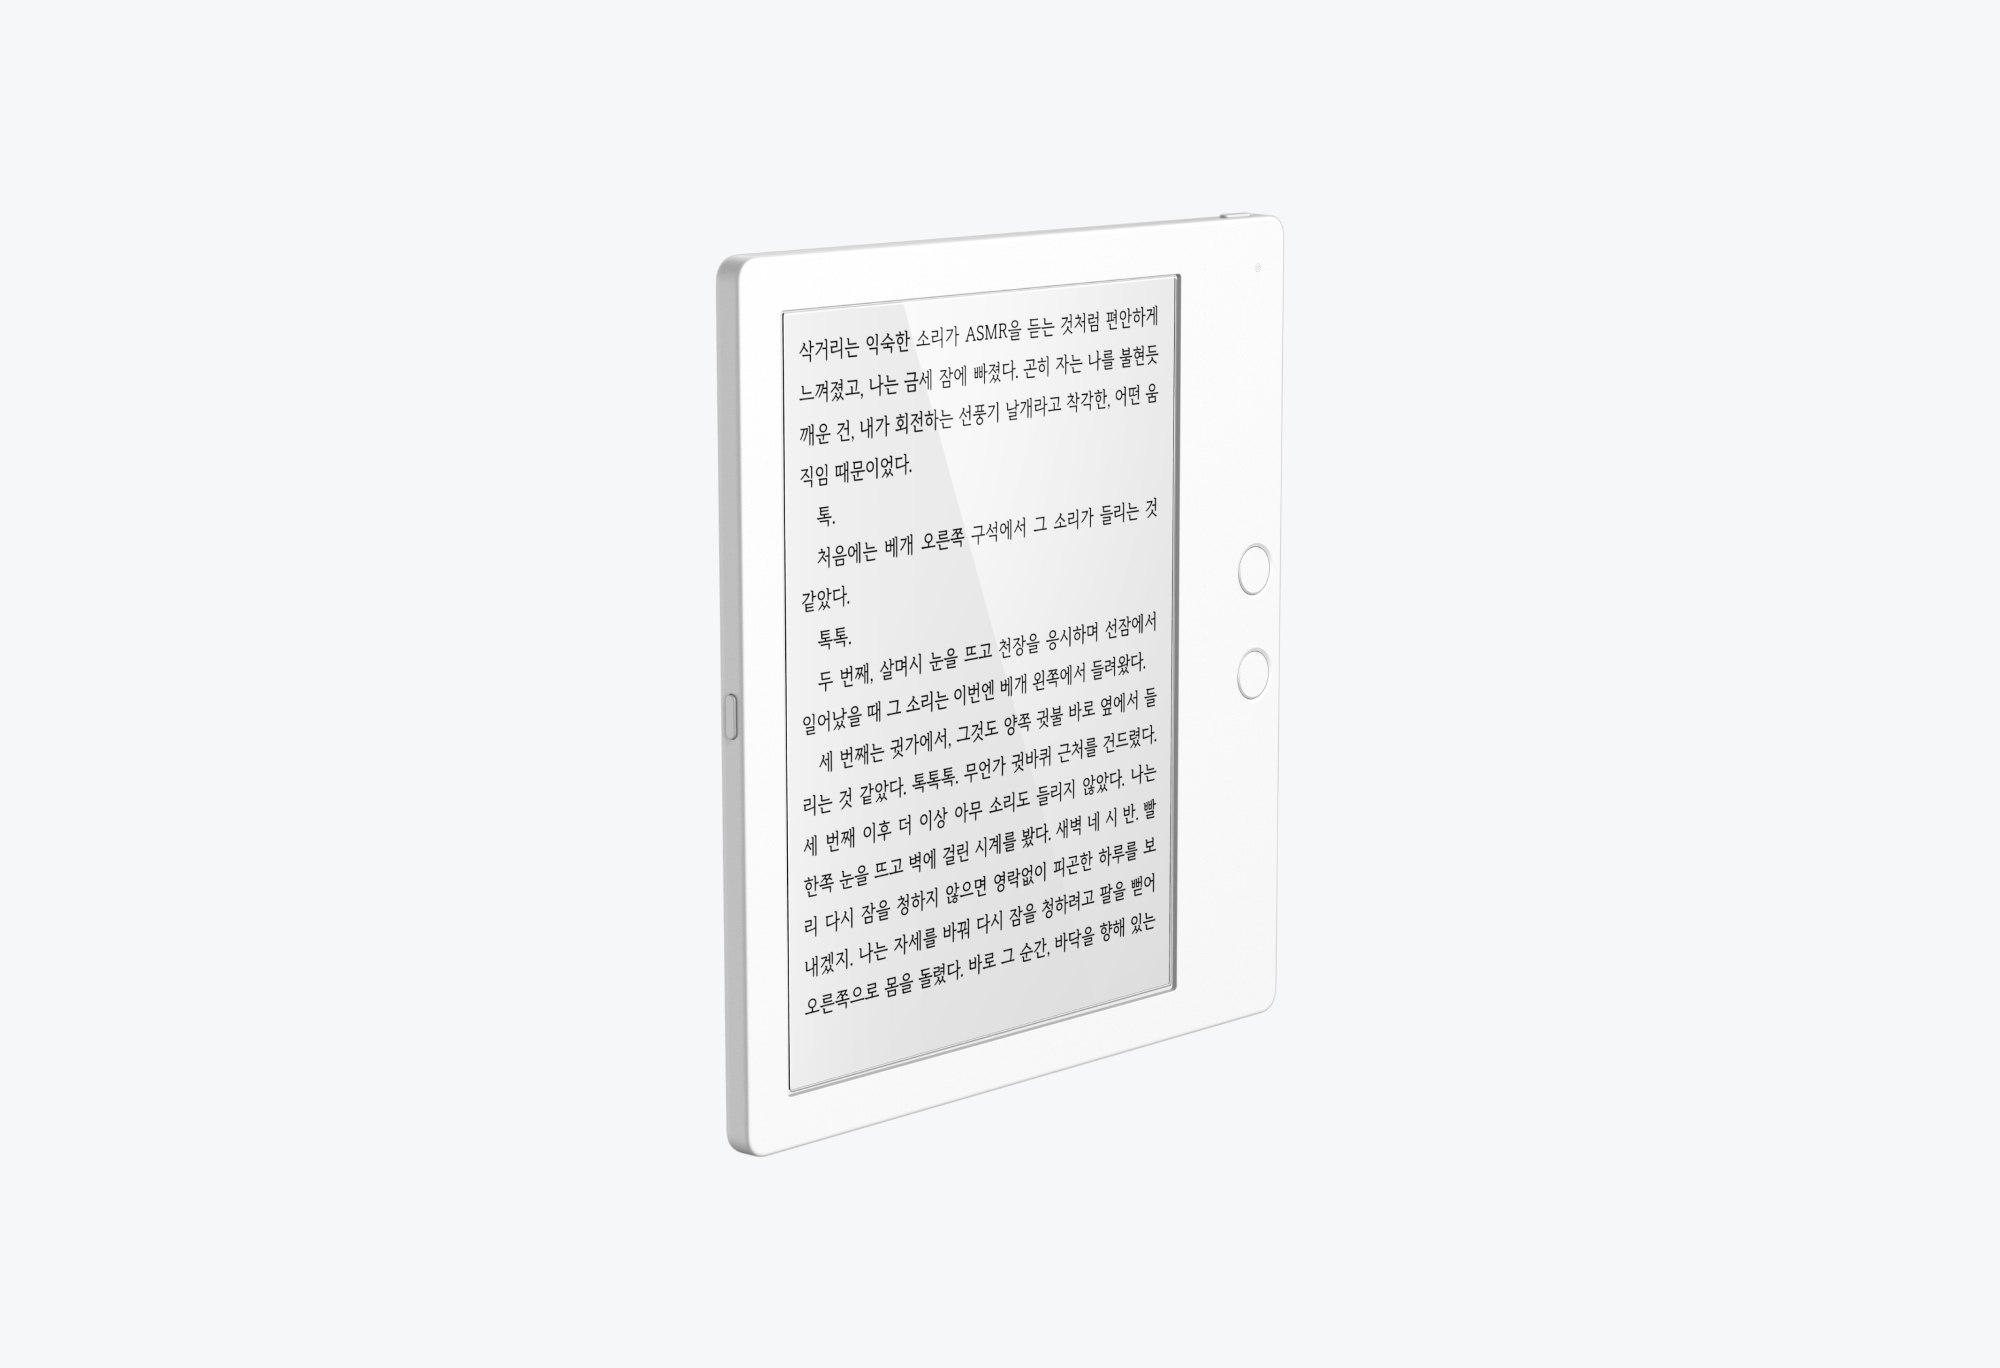 삭거리는 익숙한 소리가 ASMR을 듣는 것처럼 편안하게
느껴졌고, 나는 금세 잠에 빠졌다. 곤히 자는 나를 불현듯
깨운 건, 내가 회전하는 선풍기 날개라고 착각한, 어떤 움
직임 때문이었다.
톡.
처음에는 베개 오른쪽 구석에서 그 소리가 들리는 것
같았다.
톡톡.
두 번째, 살며시 눈을 뜨고 천장을 응시하며 선잠에서
일어났을 때 그 소리는 이번엔 베개 왼쪽에서 들려왔다.
세 번째는 귓가에서, 그것도 양쪽 귓불 바로 옆에서 들
리는 것 같았다. 톡톡톡. 무언가 귓바퀴 근처를 건드렸다.
세 번째 이후 더 이상 아무 소리도 들리지 않았다. 나는
한쪽 눈을 뜨고 벽에 걸린 시계를 봤다. 새벽 네 시 반. 빨
리 다시 잠을 청하지 않으면 영락없이 피곤한 하루를 보
내겠지. 나는 자세를 바꿔 다시 잠을 청하려고 팔을 뻗어
오른쪽으로 몸을 돌렸다. 바로 그 순간, 바닥을 향해 있는